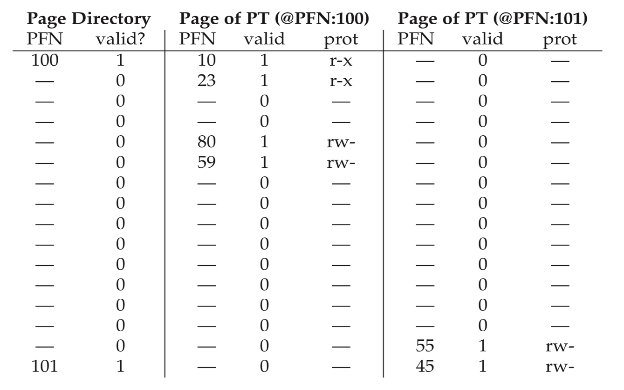 Page Directory Page of PT (@PFN:100) Page of PT (@PFN:101)
PFN valid? PFN valid prot PFN valid prot
100 1 10 1 r-x — 0 —
— 0 23 1 r-x — 0 —
— 0 — 0 — — 0 —
— 0 — 0 — — 0 —
— 0 80 1 rw- — 0 —
— 0 59 1 rw- — 0 —
— 0 — 0 — — 0 —
— 0 — 0 — — 0 —
— 0 — 0 — — 0 —
— 0 — 0 — — 0 —
— 0 — 0 — — 0 —
— 0 — 0 — — 0 —
— 0 — 0 — — 0 —
— 0 — 0 — — 0 —
— 0 — 0 — 55 1 rw-
101 1 — 0 — 45 1 rw-